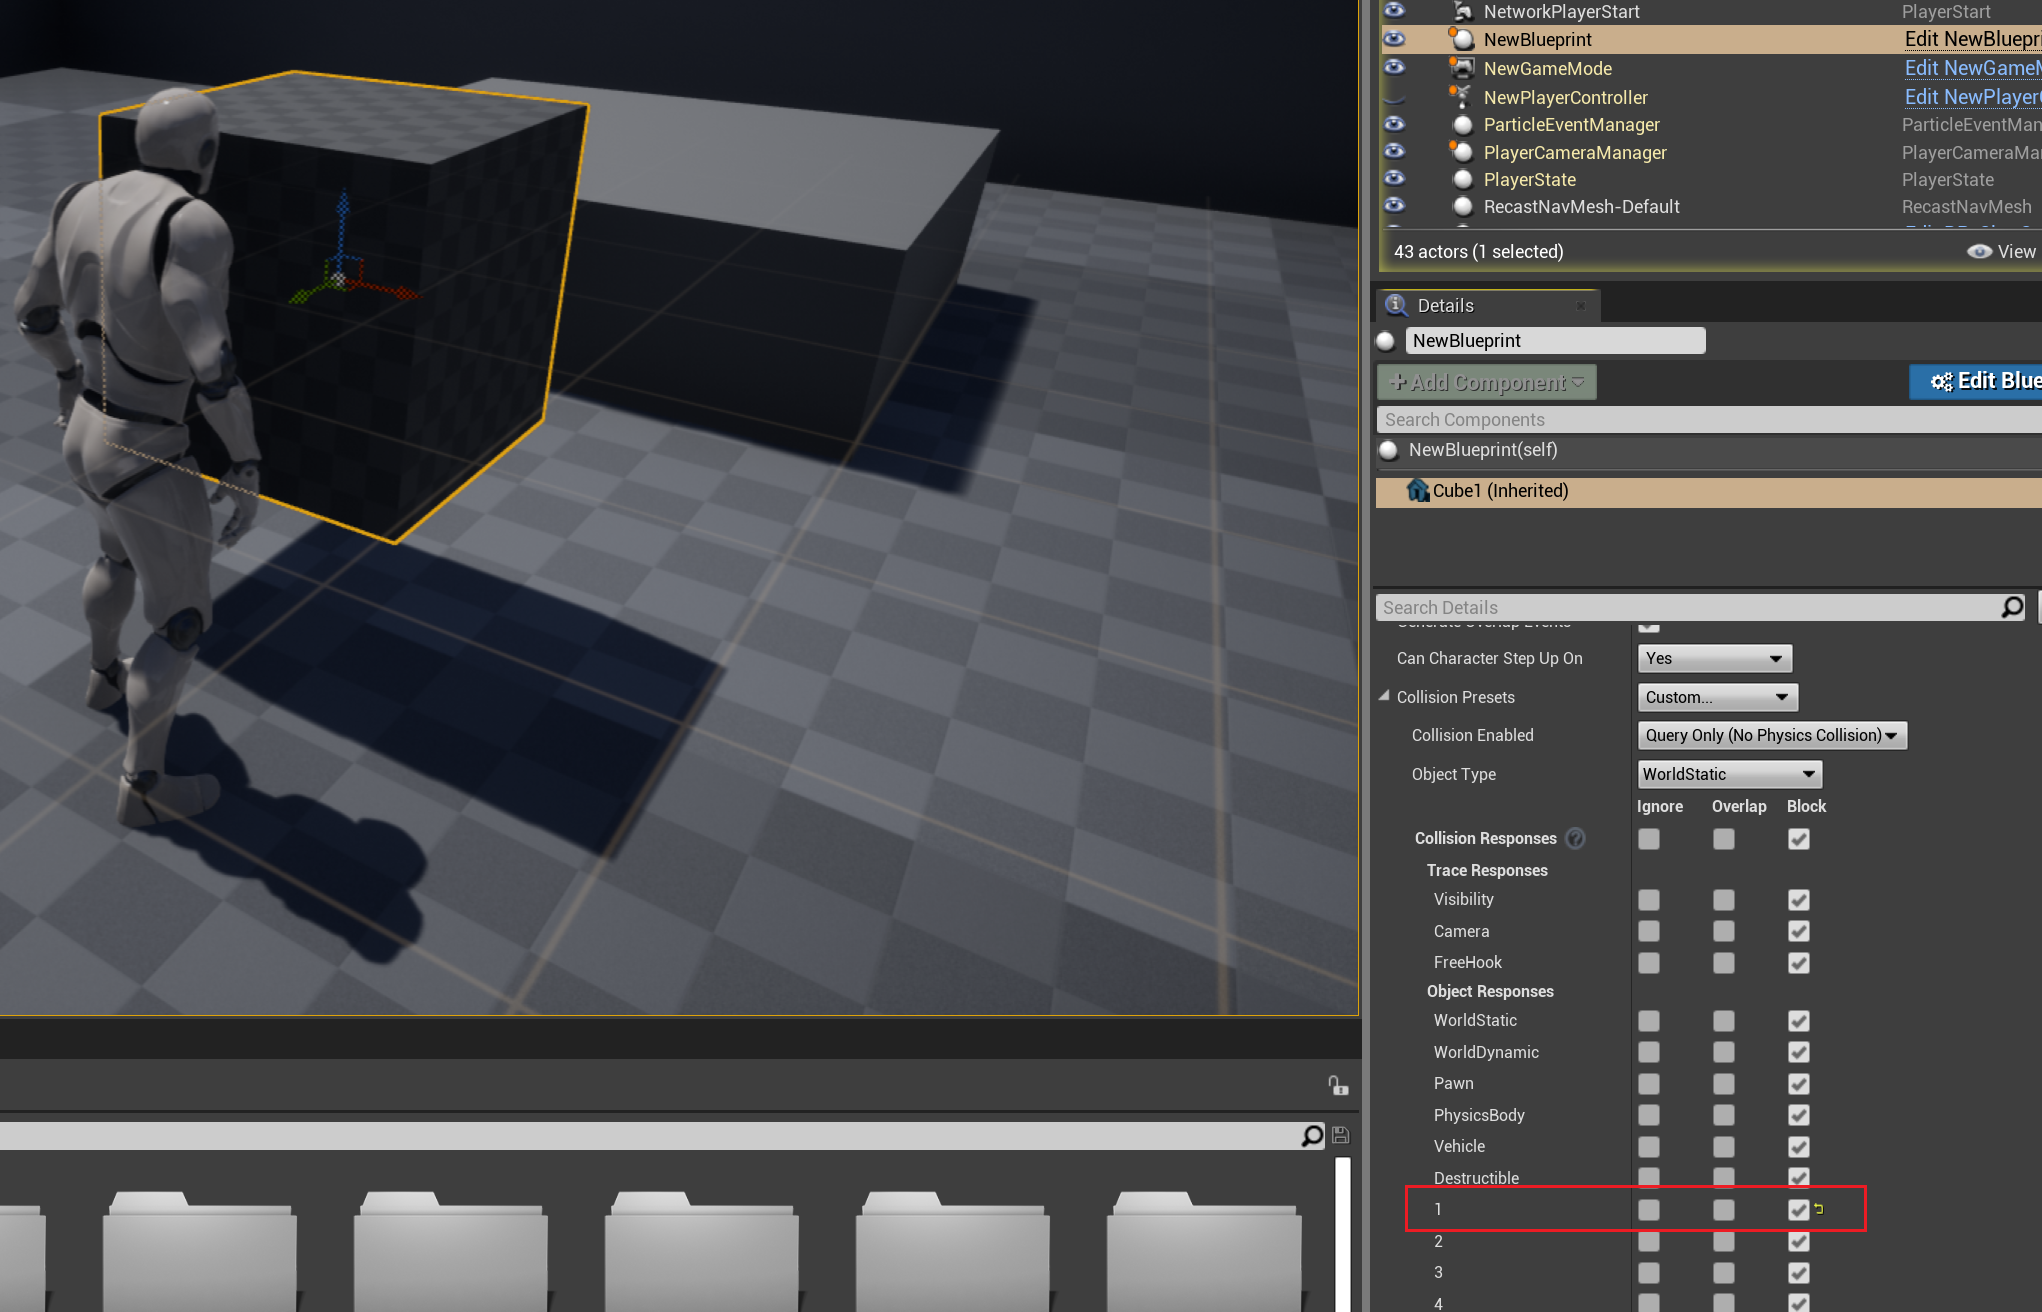 NetworkPlayerStart PlayerStart
NewBlueprint Edit NewBluepri
NewGameMode Edit NewGameM
NewPlayerController Edit NewPlayer
ParticleEventManager ParticleEventMan
PlayerCameraManager PlayerCameraMa
PlayerState PlayerState
RecastNavMesh-Default RecastNavMesh
43 actors (1 selected) View
Details
NewBlueprint
+Add Component Edit Blue
Search Components
NewBlueprint(self)
Cube1 (Inherited)
Search Details
Generate Overlap Events
Can Character Step Up On Yes
Collision Presets Custom...
Collision Enabled Query Only (No Physics Collision)
Object Type WorldStatic
Ignore Overlap Block
Collision Responses ?
Trace Responses
Visibility
Camera
FreeHook
Object Responses
WorldStatic
WorldDynamic
Pawn
PhysicsBody
Vehicle
Destructible
1
2
3
4